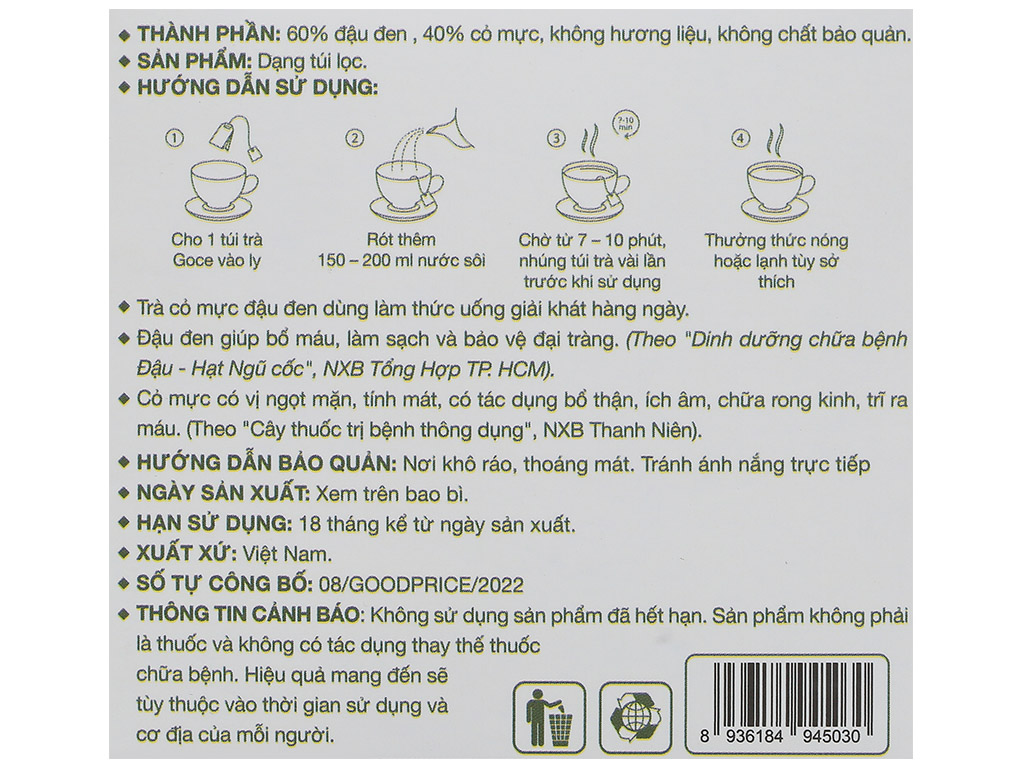 THÀNH PHẦN: 60% đậu đen , 40% cỏ mực, không hương liệu, không chất bảo quản.
SẢN PHẨM: Dạng túi lọc.
HƯỚNG DẪN SỬ DỤNG:
1
2
3
7-10
min
4
Cho 1 túi trà
Goce vào ly
Rót thêm
150 – 200 ml nước sôi
Chờ từ 7 – 10 phút,
nhúng túi trà vài lần
trước khi sử dụng
Thưởng thức nóng
hoặc lạnh tùy sở
thích
Trà cỏ mực đậu đen dùng làm thức uống giải khát hàng ngày.
Đậu đen giúp bổ máu, làm sạch và bảo vệ đại tràng. (Theo "Dinh dưỡng chữa bệnh
Đậu - Hạt Ngũ cốc", NXB Tổng Hợp TP. HCM).
Cỏ mực có vị ngọt mặn, tính mát, có tác dụng bổ thận, ích âm, chữa rong kinh, trĩ ra
máu. (Theo "Cây thuốc trị bệnh thông dụng", NXB Thanh Niên).
HƯỚNG DẪN BẢO QUẢN: Nơi khô ráo, thoáng mát. Tránh ánh nắng trực tiếp
NGÀY SẢN XUẤT: Xem trên bao bì.
HẠN SỬ DỤNG: 18 tháng kể từ ngày sản xuất.
XUẤT XỨ: Việt Nam.
SỐ TỰ CÔNG BỐ: 08/GOODPRICE/2022
THÔNG TIN CẢNH BÁO: Không sử dụng sản phẩm đã hết hạn. Sản phẩm không phải
là thuốc và không có tác dụng thay thế thuốc
chữa bệnh. Hiệu quả mang đến sẽ
tùy thuộc vào thời gian sử dụng và
cơ địa của mỗi người.
8 936184 945030